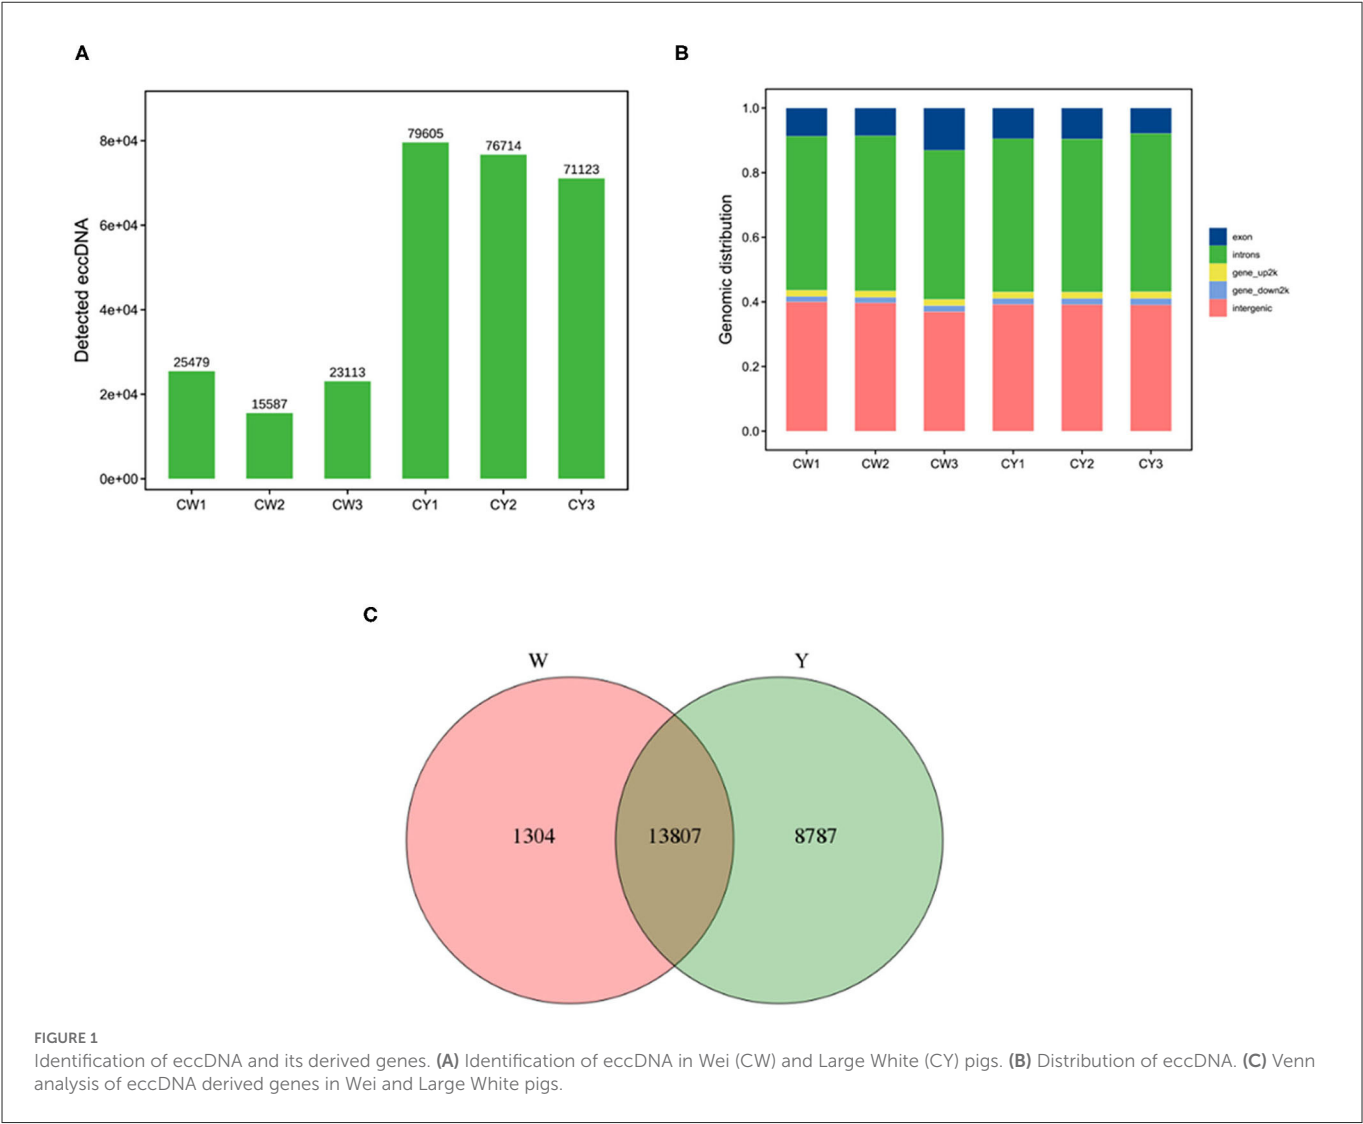 A
Detected eccDNA
8e+04
6e+04
4e+04
2e+04
0e+00
25479
15587
23113
79605
76714
71123
CW1 CW2 CW3 CY1 CY2 CY3
B
Genomic distribution
1.0
0.8
0.6
0.4
0.2
0.0
CW1 CW2 CW3 CY1 CY2 CY3
exon
introns
gene_up2k
gene_down2k
intergenic
C
W Y
1304 13807 8787
FIGURE 1
Identification of eccDNA and its derived genes. (A) Identification of eccDNA in Wei (CW) and Large White (CY) pigs. (B) Distribution of eccDNA. (C) Venn
analysis of eccDNA derived genes in Wei and Large White pigs.